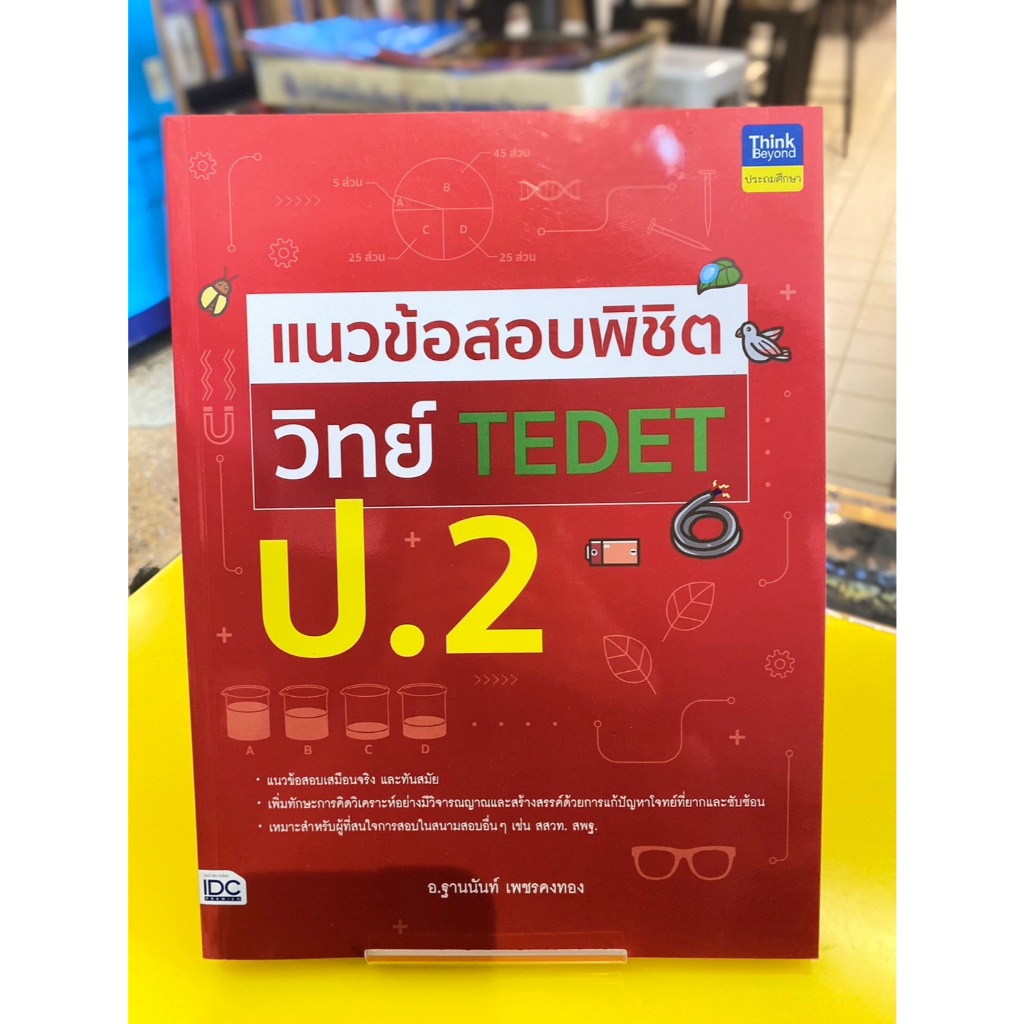 Think
Beyond
ประถมศึกษา
45 ส่วน
5 ส่วน
B
A
C
D
25 ส่วน
25 ส่วน
แนวข้อสอบพิชิต
วิทย์ TEDET
ป.2
A
B
C
D
• แนวข้อสอบเสมือนจริง และทันสมัย
• เพิ่มทักษะการคิดวิเคราะห์อย่างมีวิจารณญาณและสร้างสรรค์ด้วยการแก้ปัญหาโจทย์ที่ยากและซับซ้อน
• เหมาะสำหรับผู้ที่สนใจการสอบในสนามสอบอื่นๆ เช่น สสวท. สพฐ.
IDC
PREMIER
อ.ฐานนันท์ เพชรคงทอง